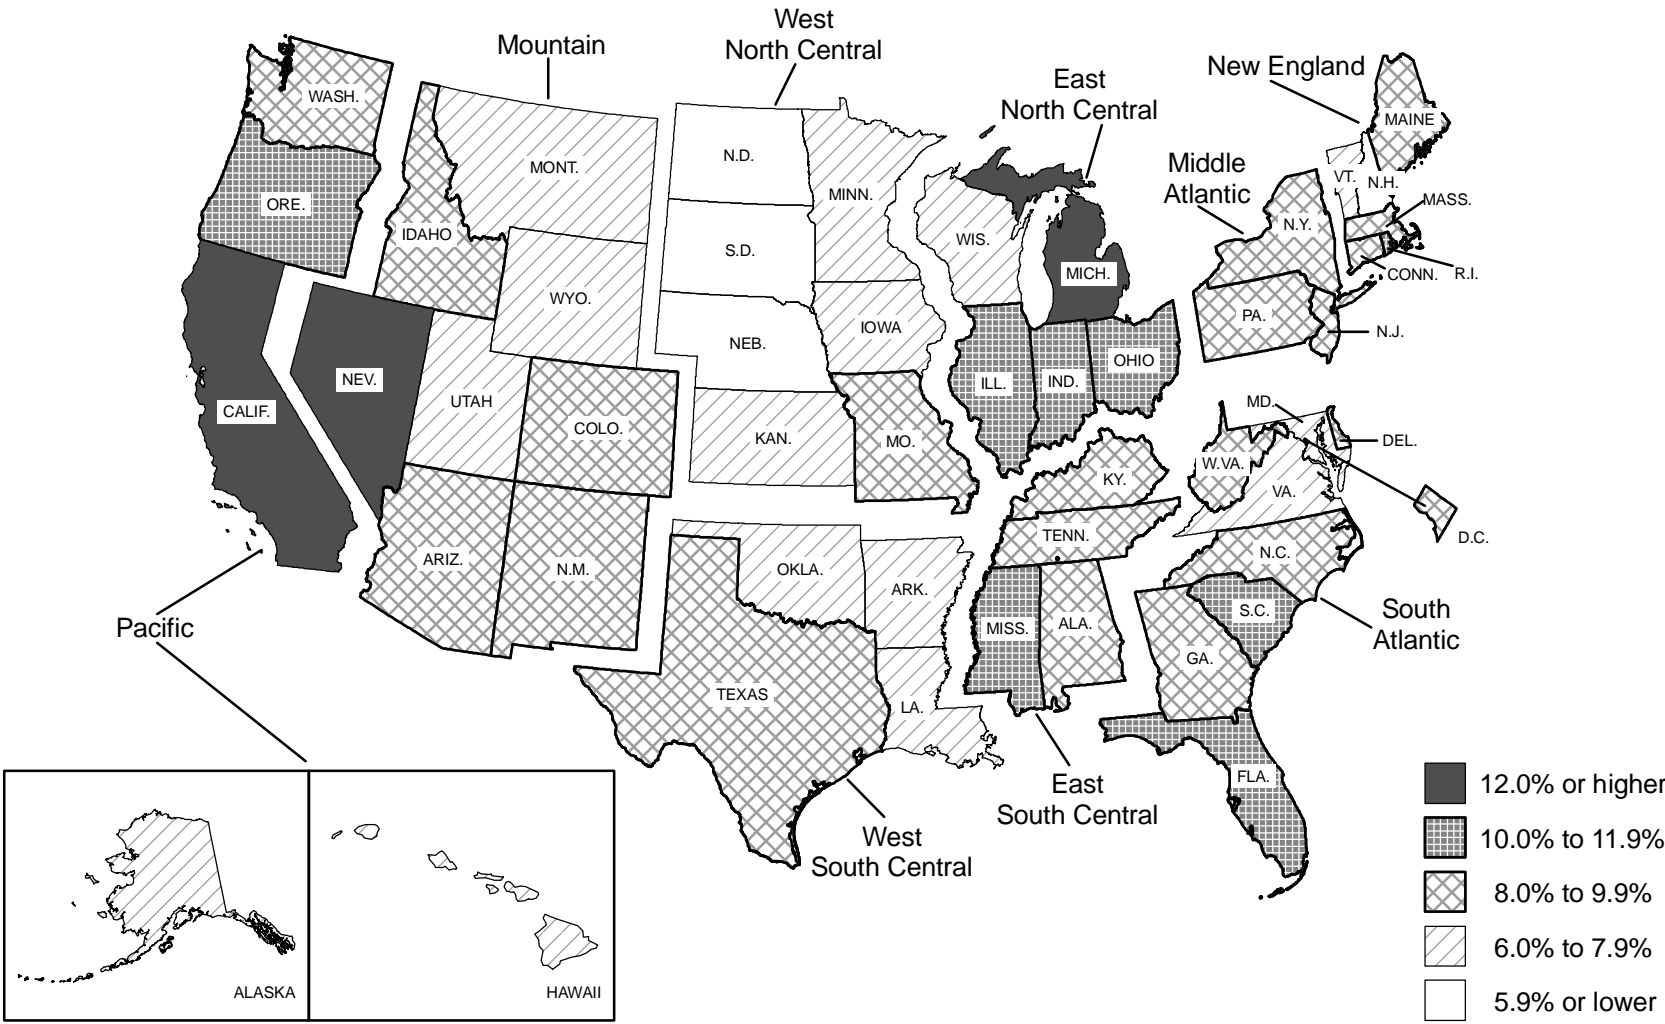 West
North Central
Mountain
East
North Central
New England
Middle
Atlantic
WASH.
MONT.
N.D.
MINN.
MAINE
VT.
N.H.
MASS.
ORE.
IDAHO
S.D.
WIS.
N.Y.
MICH.
CONN.
R.I.
WYO.
NEB.
IOWA
PA.
N.J.
NEV.
UTAH
COLO.
CALIF.
ILL.
IND.
OHIO
KAN.
MO.
MD.
DEL.
KY.
W.VA.
VA.
D.C.
ARIZ.
N.M.
OKLA.
ARK.
TENN.
N.C.
S.C.
Pacific
MISS.
ALA.
GA.
South
Atlantic
TEXAS
LA.
FLA.
East
South Central
West
South Central
ALASKA
HAWAII
12.0% or higher
10.0% to 11.9%
8.0% to 9.9%
6.0% to 7.9%
5.9% or lower